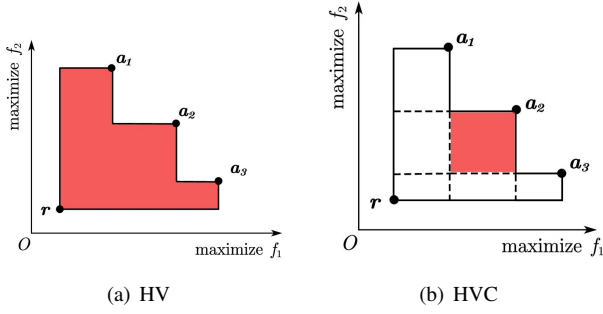 maximize f₂
a₁
a₂
a₃
r
O
maximize f₁
(a) HV
maximize f₂
a₁
a₂
a₃
r
O
maximize f₁
(b) HVC